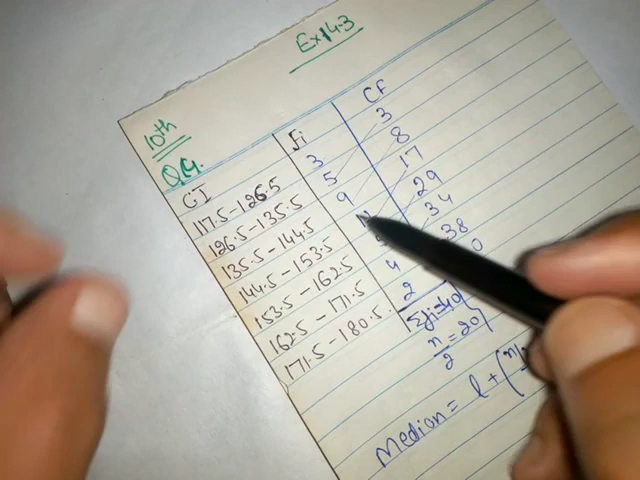 Ex14.3
10th
Q4.
CI fi CF
117.5-126.5 3 3
126.5-135.5 5 8
135.5-144.5 9 17
144.5-153.5 29
153.5-162.5 34
162.5-171.5 4 38
171.5-180.5 2
Σfi=40
n/2=20
Median = l+(n/